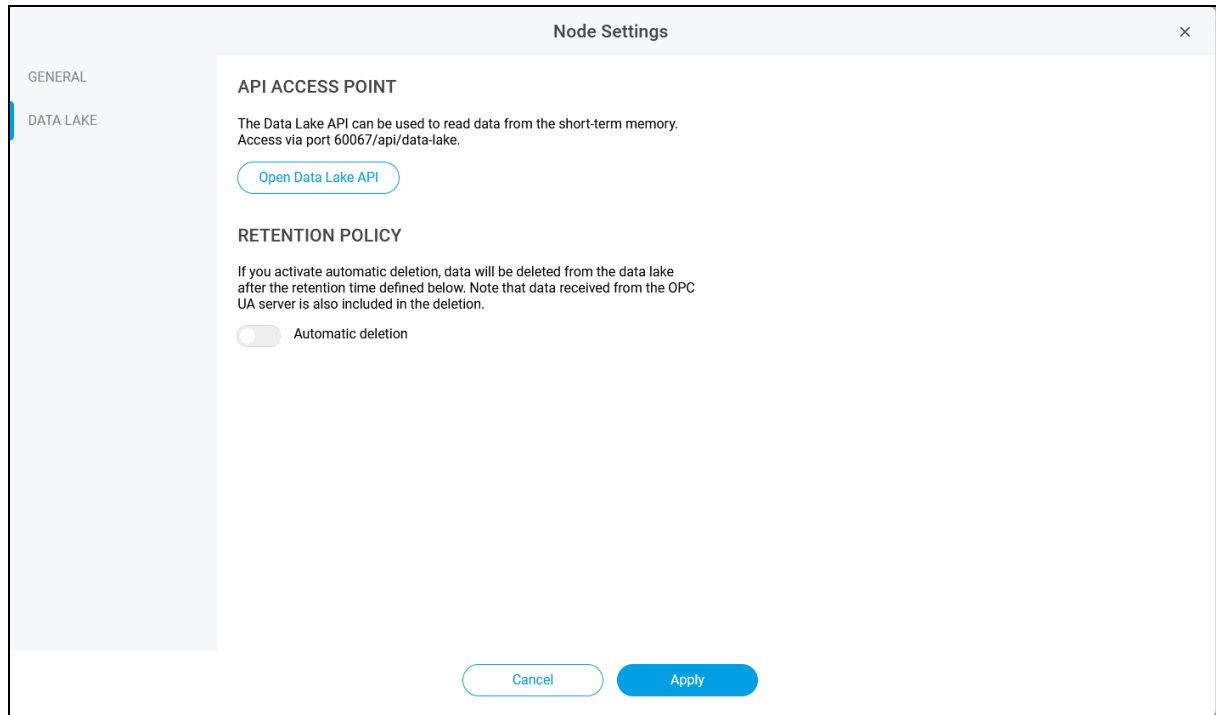 Node Settings
GENERAL
DATA LAKE
API ACCESS POINT
The Data Lake API can be used to read data from the short-term memory.
Access via port 60067/api/data-lake.
Open Data Lake API
RETENTION POLICY
If you activate automatic deletion, data will be deleted from the data lake
after the retention time defined below. Note that data received from the OPC
UA server is also included in the deletion.
Automatic deletion
Cancel
Apply